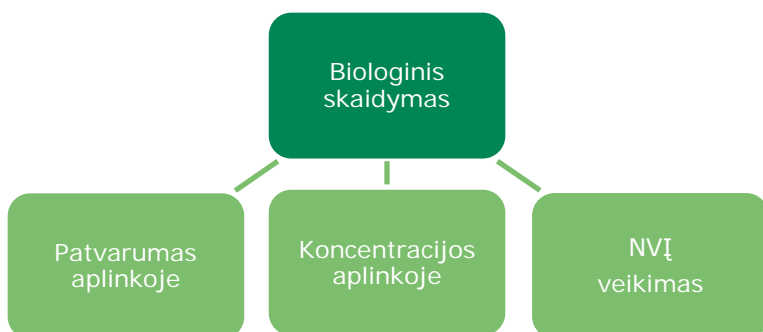 Biologinis
skaidymas
Patvarumas
aplinkoje
Koncentracijos
aplinkoje
NVĮ
veikimas